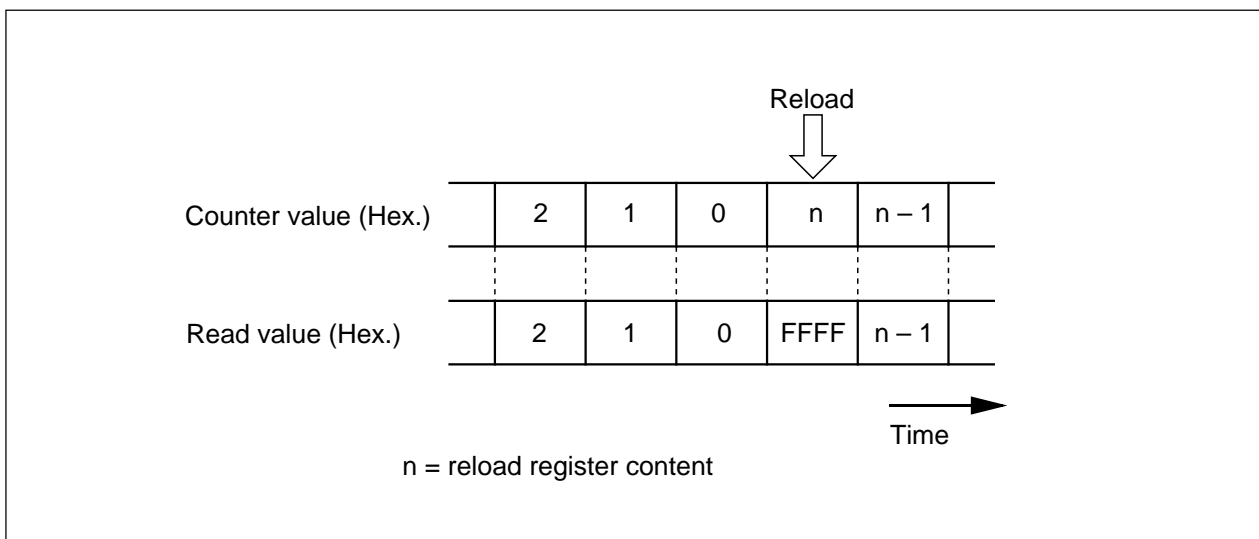 Reload
Counter value (Hex.) 2 1 0 n n – 1
Read value (Hex.) 2 1 0 FFFF n – 1
Time
n = reload register content